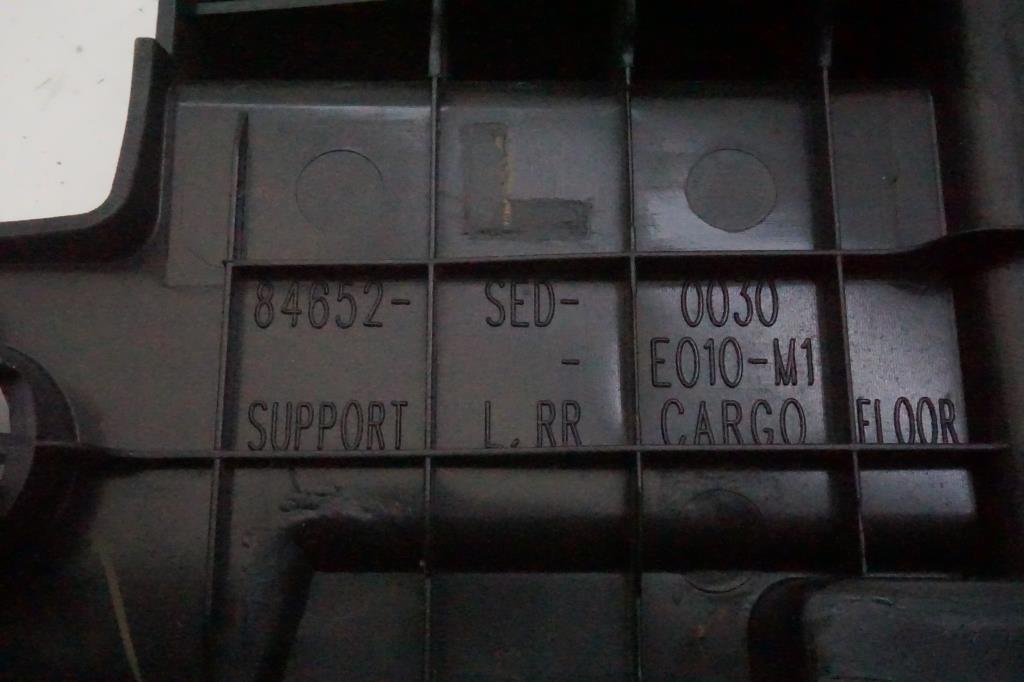 L
84652- SED- 0030
- E010-M1
SUPPORT L, RR CARGO FLOOR